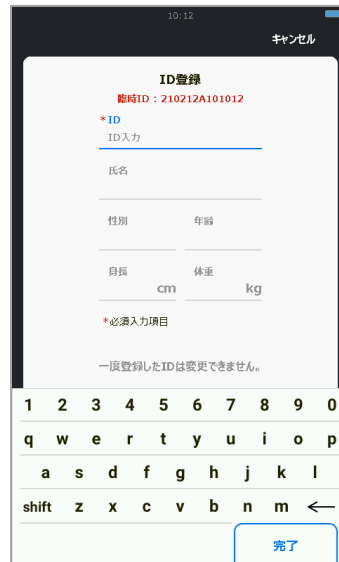 10:12
キャンセル
ID登録
臨時ID：210212A101012
*ID
ID入力
氏名
性別 年齢
身長 体重
cm kg
*必須入力項目
一度登録したIDは変更できません。
1 2 3 4 5 6 7 8 9 0
q w e r t y u i o p
a s d f g h j k l
shift z x c v b n m ←
完了